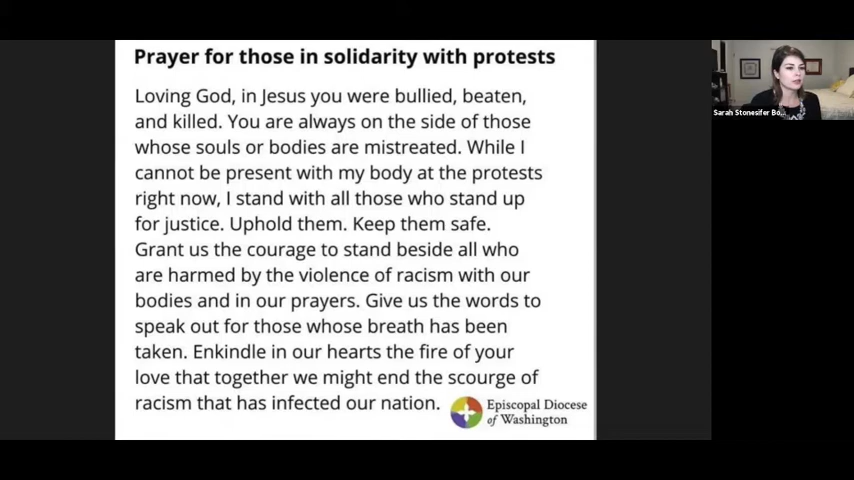 Prayer for those in solidarity with protests
Loving God, in Jesus you were bullied, beaten,
and killed. You are always on the side of those
whose souls or bodies are mistreated. While I
cannot be present with my body at the protests
right now, I stand with all those who stand up
for justice. Uphold them. Keep them safe.
Grant us the courage to stand beside all who
are harmed by the violence of racism with our
bodies and in our prayers. Give us the words to
speak out for those whose breath has been
taken. Enkindle in our hearts the fire of your
love that together we might end the scourge of
racism that has infected our nation.
Episcopal Diocese
of Washington
Sarah Stonesifer Bo...